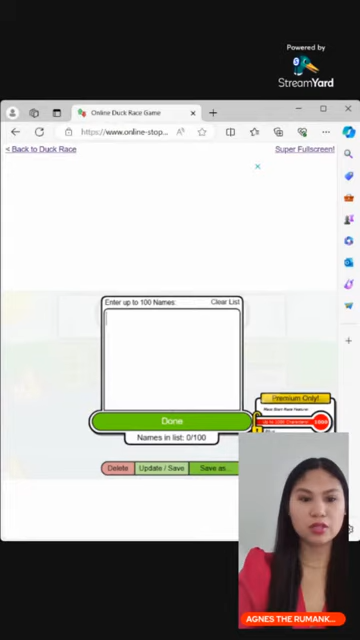 Powered by
StreamYard
Online Duck Race Game
https://www.online-stop...
< Back to Duck Race
Super Fullscreen!
Enter up to 100 Names:
Clear List
Done
Names in list: 0/100
Premium Only!
1000
Delete
Update / Save
Save as...
AGNES THE RUMANK...